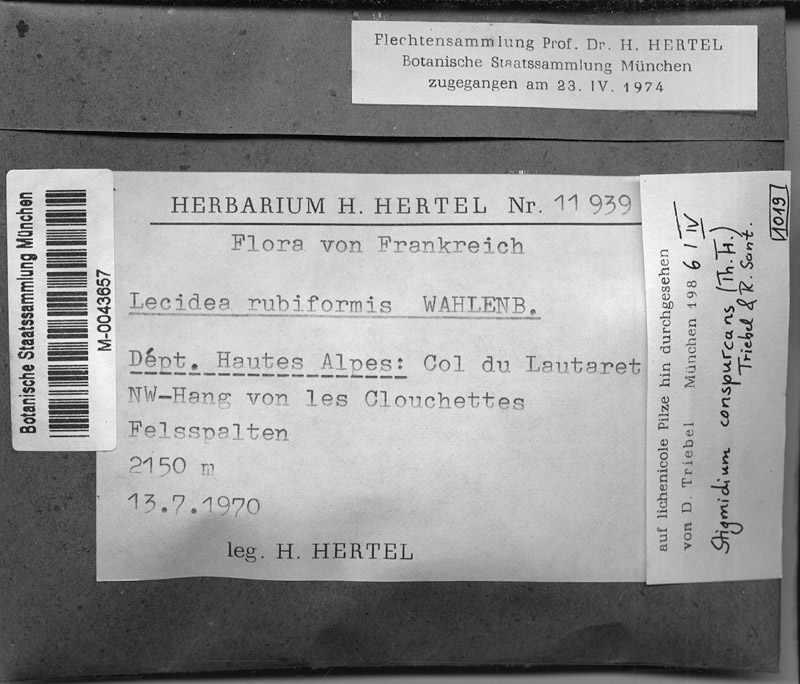 Flechtensammlung Prof. Dr. H. HERTEL
Botanische Staatssammlung München
zugegangen am 23. IV. 1974
Botanische Staatssammlung München
M-0043657
HERBARIUM H. HERTEL Nr. 11 939
Flora von Frankreich
Lecidea rubiformis WAHLENB.
Dépt. Hautes Alpes: Col du Lautaret
NW-Hang von les Clouchettes
Felsspalten
2150 m
13.7.1970
leg. H. HERTEL
auf lichenicole Pilze hin durchgesehen
von D. Triebel München 1986 / IV
Stigmidium conspurcans (Th. H.)
Triebel & R. Sant.
1019